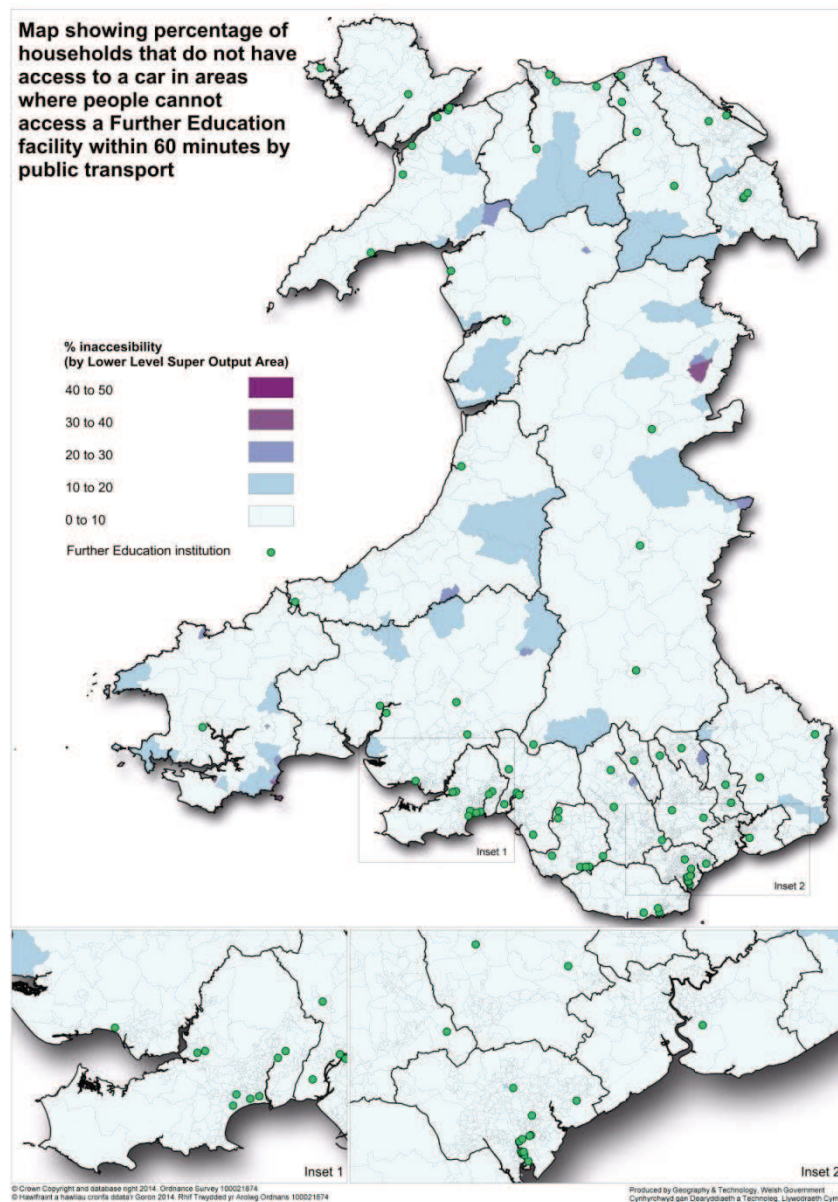 Map showing percentage of
households that do not have
access to a car in areas
where people cannot
access a Further Education
facility within 60 minutes by
public transport
% inaccesibility
(by Lower Level Super Output Area)
40 to 50
30 to 40
20 to 30
10 to 20
0 to 10
Further Education institution
Inset 1
Inset 2
Inset 1
Inset 2
© Crown Copyright and database right 2014. Ordnance Survey 100021874
© Hawlfraint a hawliau cronfa ddata'r Goron 2014. Rhif Trwydded yr Arolwg Ordnans 100021874
Produced by Geography & Technology, Welsh Government
Cynhyrchwyd gan Dearyddiaeth a Technoleg, Llywodraeth Cym